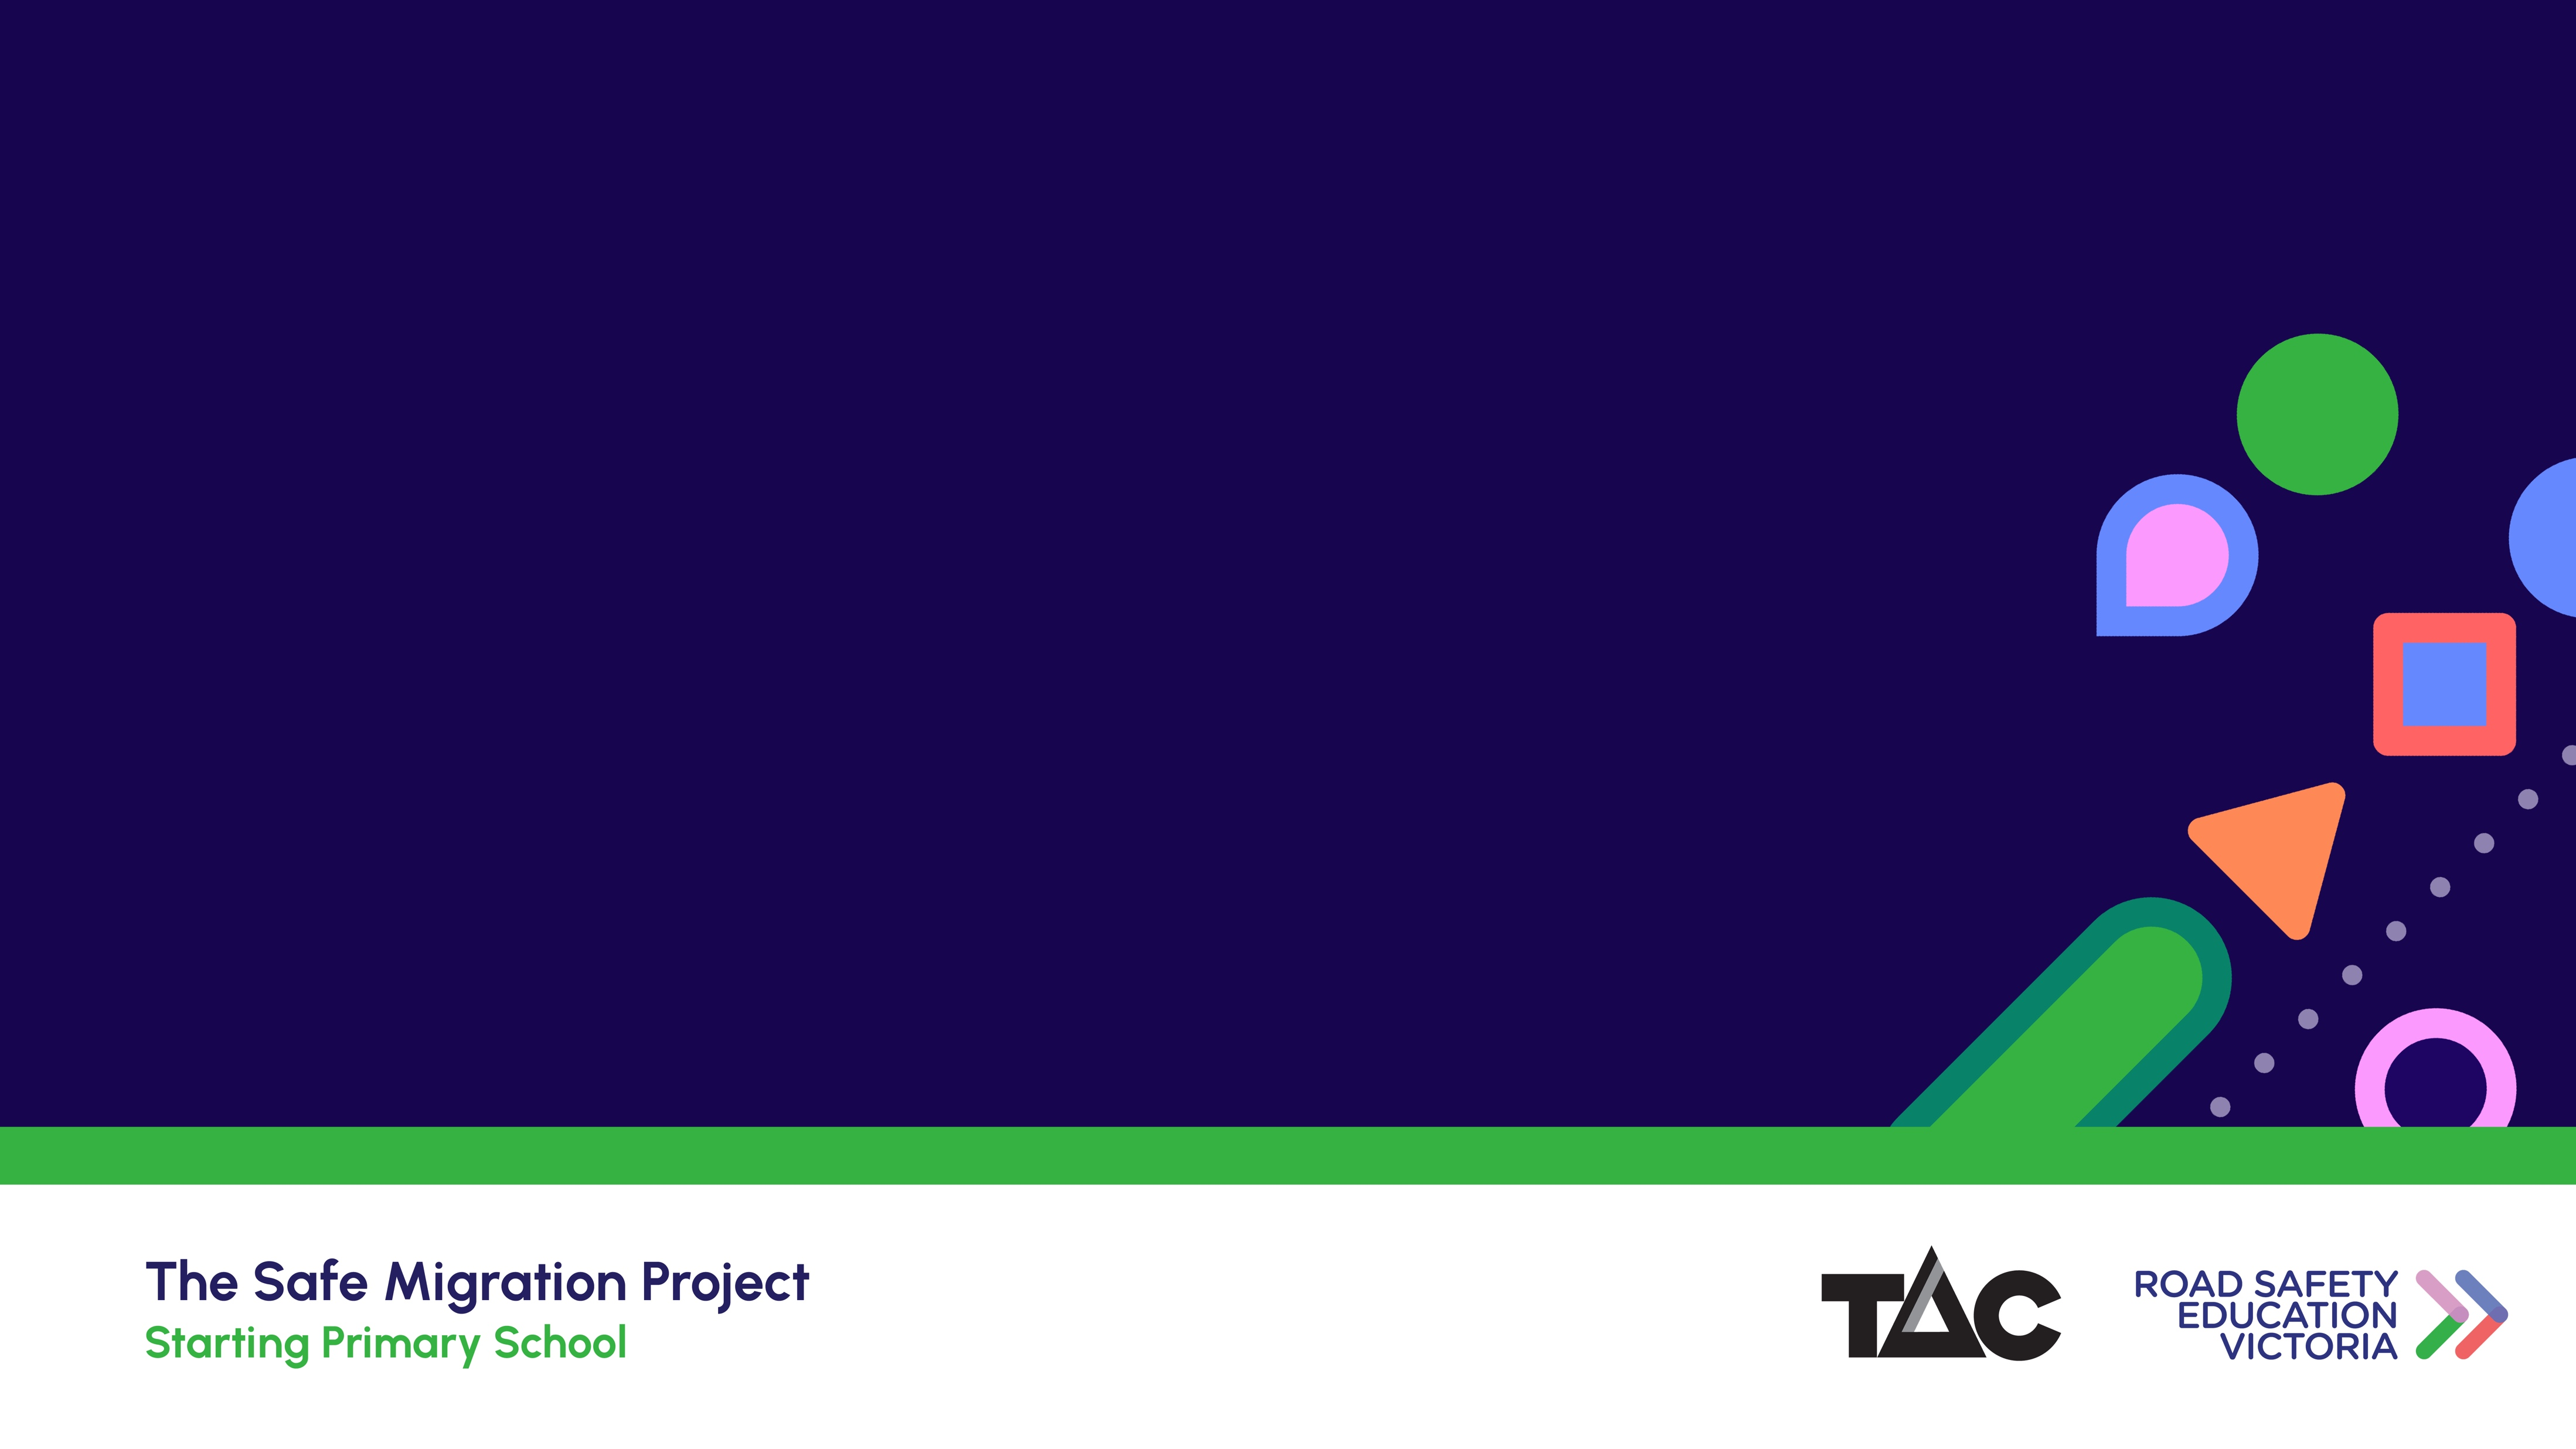 The Safe Migration Project
Starting Primary School
TAC
ROAD SAFETY
EDUCATION
VICTORIA